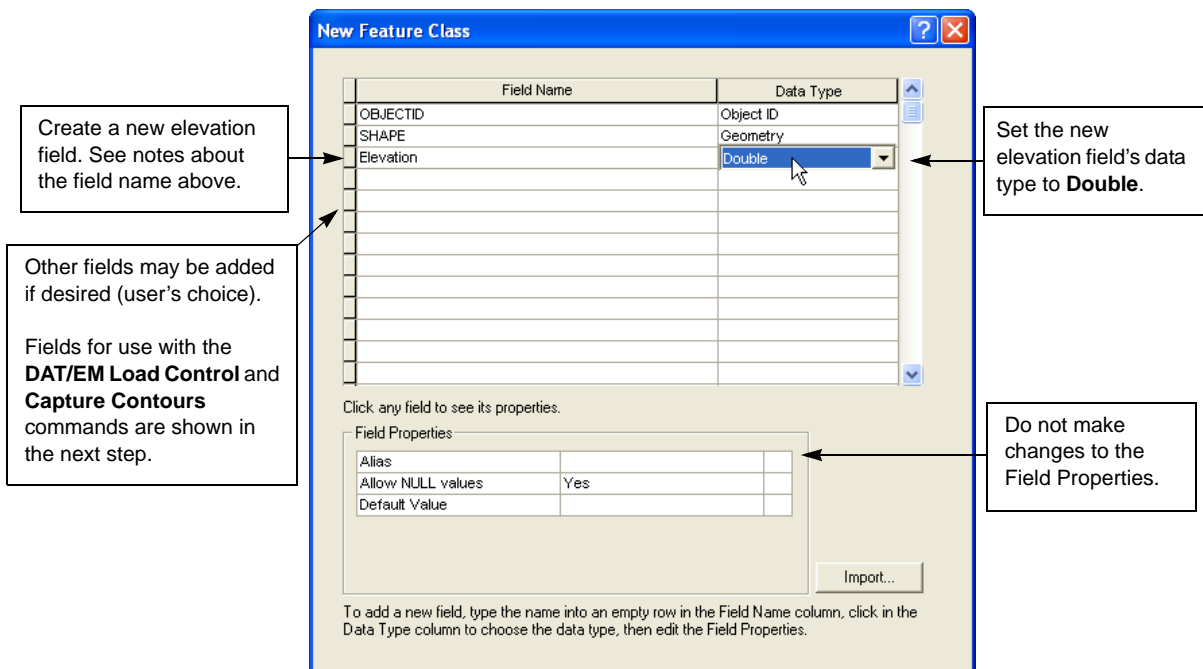 New Feature Class
Field Name Data Type
OBJECTID Object ID
SHAPE Geometry
Elevation Double
Create a new elevation
field. See notes about
the field name above.
Set the new
elevation field's data
type to Double.
Other fields may be added
if desired (user's choice).
Fields for use with the
DAT/EM Load Control and
Capture Contours
commands are shown in
the next step.
Click any field to see its properties.
Field Properties
Alias
Allow NULL values Yes
Default Value
Do not make
changes to the
Field Properties.
Import...
To add a new field, type the name into an empty row in the Field Name column, click in the
Data Type column to choose the data type, then edit the Field Properties.